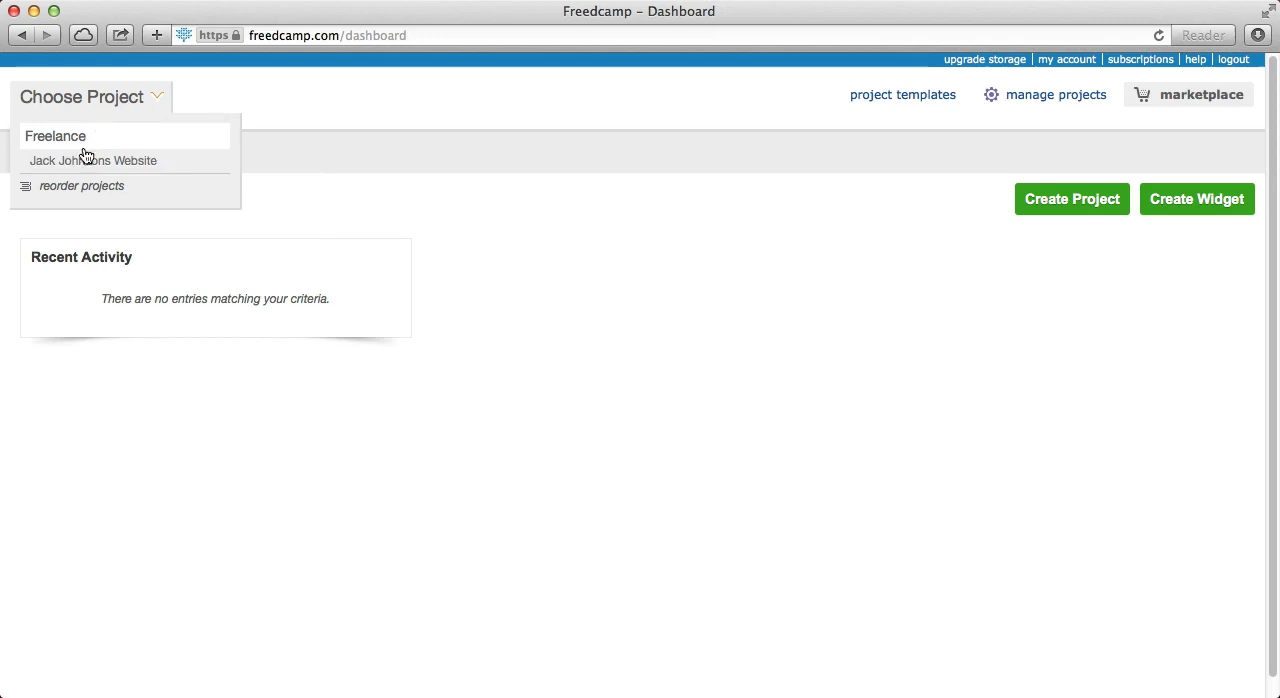 Freedcamp – Dashboard
https freedcamp.com/dashboard
Reader
upgrade storage my account subscriptions help logout
Choose Project
project templates manage projects marketplace
Freelance
Jack Johnsons Website
reorder projects
Create Project Create Widget
Recent Activity
There are no entries matching your criteria.